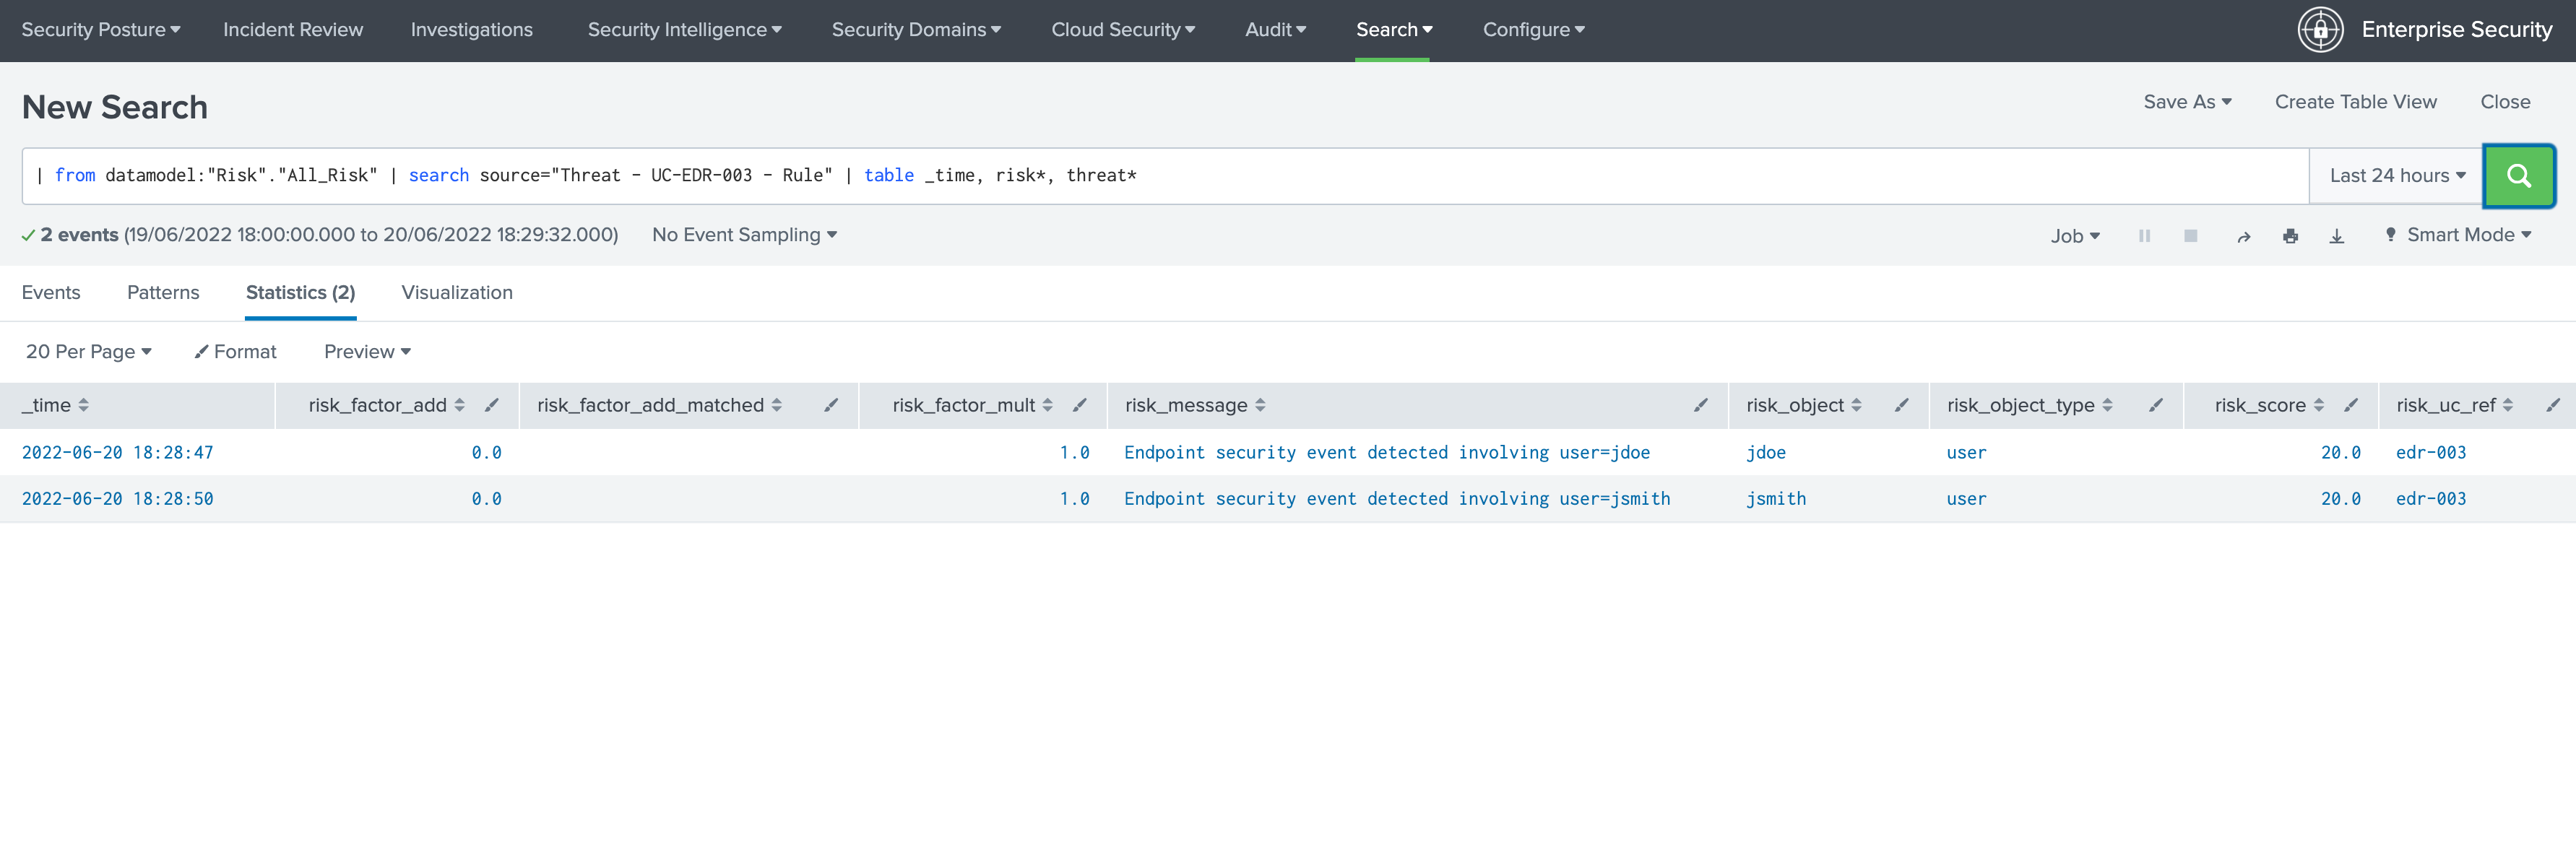 Security Posture Incident Review Investigations Security Intelligence Security Domains Cloud Security Audit Search Configure Enterprise Security
New Search Save As Create Table View Close
| from datamodel:"Risk"."All_Risk" | search source="Threat - UC-EDR-003 - Rule" | table _time, risk*, threat* Last 24 hours
2 events (19/06/2022 18:00:00.000 to 20/06/2022 18:29:32.000) No Event Sampling Job Smart Mode
Events Patterns Statistics (2) Visualization
20 Per Page Format Preview
_time risk_factor_add risk_factor_add_matched risk_factor_mult risk_message risk_object risk_object_type risk_score risk_uc_ref
2022-06-20 18:28:47 0.0 1.0 Endpoint security event detected involving user=jdoe jdoe user 20.0 edr-003
2022-06-20 18:28:50 0.0 1.0 Endpoint security event detected involving user=jsmith jsmith user 20.0 edr-003